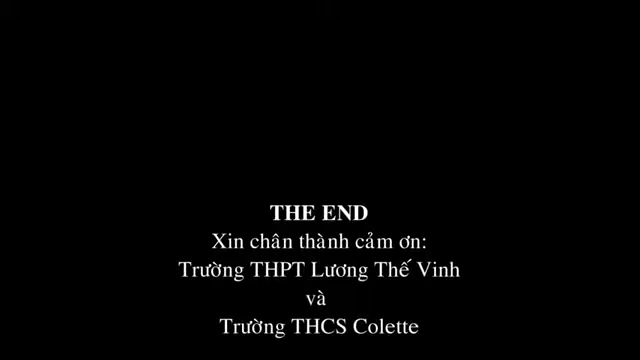 THE END
Xin chân thành cảm ơn:
Trường THPT Lương Thế Vinh
và
Trường THCS Colette